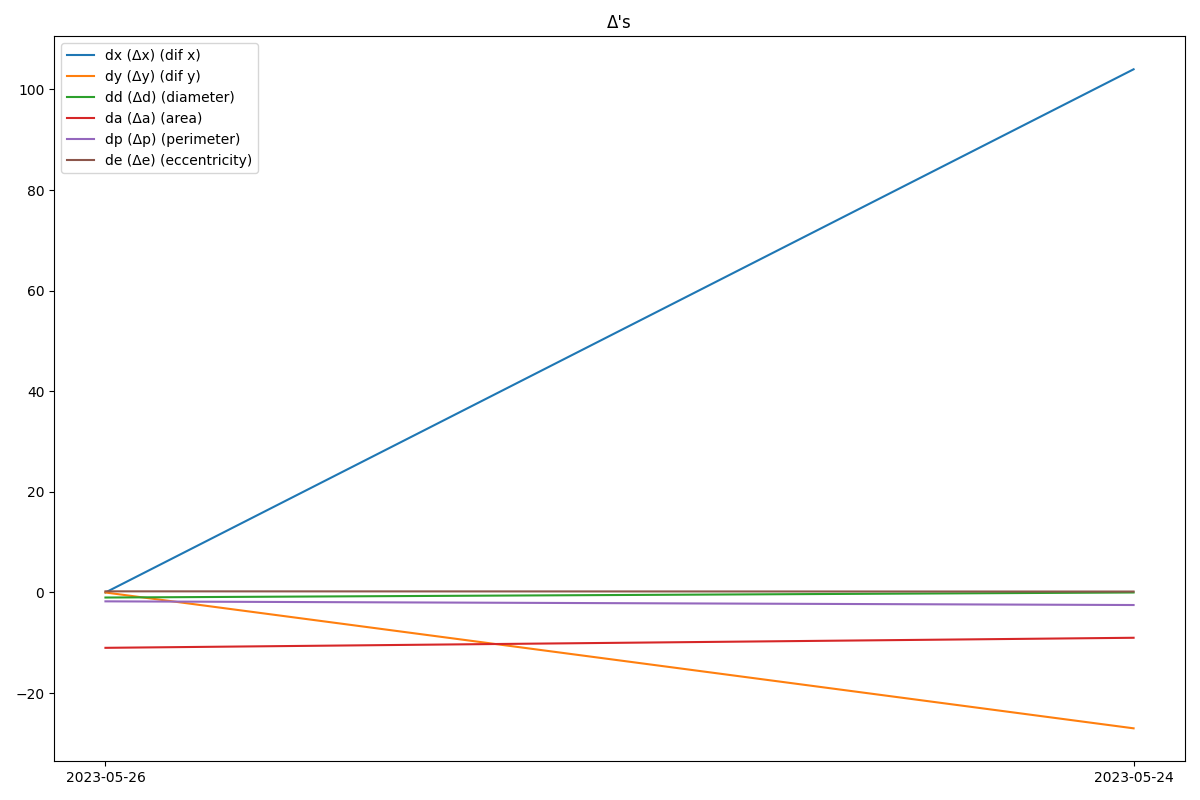 Δ's
dx (Δx) (dif x)
dy (Δy) (dif y)
dd (Δd) (diameter)
da (Δa) (area)
dp (Δp) (perimeter)
de (Δe) (eccentricity)
100
80
60
40
20
0
−20
2023-05-26
2023-05-24